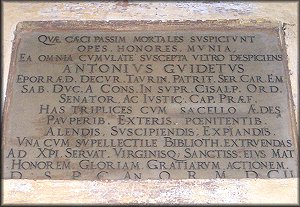 QVÆ CÆCI PASSIM MORTALES SVSPICIVNT
OPES, HONORES, MVNIA,
EA OMNIA CVMVLATE SVSCEPTA VLTRO DESPICIENS
ANTONIVS GVIDETVS
EPORRAD. DECVR. TAVRIN. PATRIT. SER. CAR. EM.
SAB. DVC. A CONS. IN SVPR. CISALP. ORD.
SENATOR, AC IVSTIC. CAP. PRÆF.
HAS TRIPLICES CVM SACELLO ÆDES
PAVPERIB. EXTERIS. PŒNITENTIB.
ALENDIS, SVSCIPIENDIS, EXPIANDIS.
VNA CVM SVPELLECTILE BIBLIOTH. EXTRVENDAS
AD XPI. SERVAT. VIRGINISQ. SANCTISS. EIVS MAT
HONOREM, GLORIAM, GRATIARVM ACTIONEM.